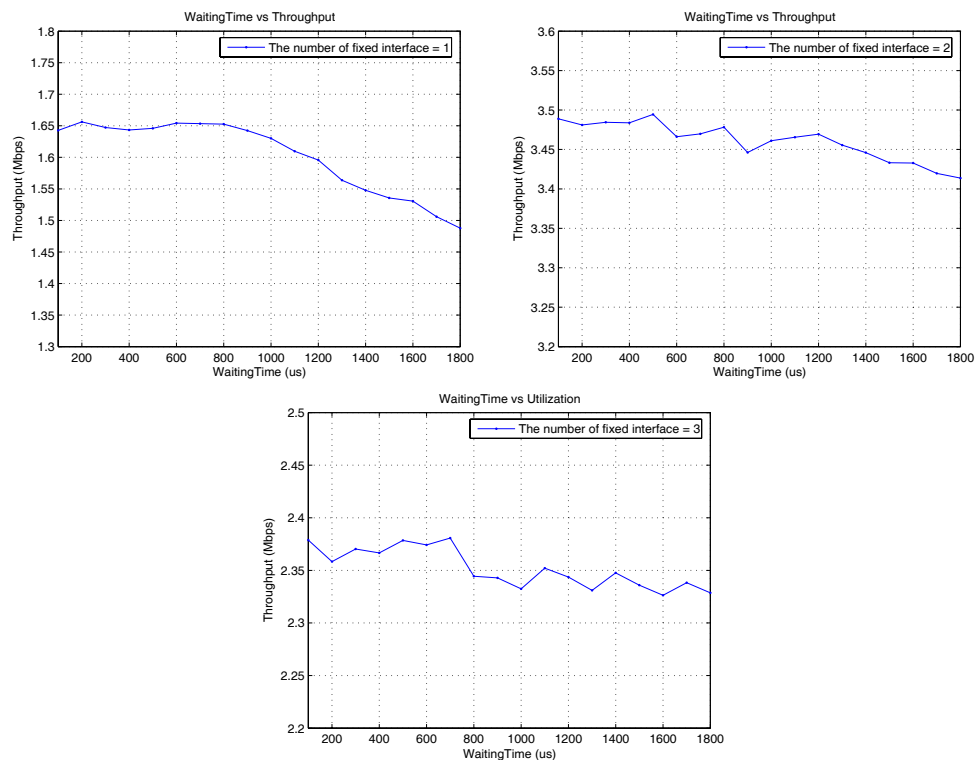 WaitingTime vs Throughput
The number of fixed interface = 1
Throughput (Mbps)
1.8
1.75
1.7
1.65
1.6
1.55
1.5
1.45
1.4
1.35
1.3
200 400 600 800 1000 1200 1400 1600 1800
WaitingTime (us)
WaitingTime vs Throughput
The number of fixed interface = 2
Throughput (Mbps)
3.6
3.55
3.5
3.45
3.4
3.35
3.3
3.25
3.2
200 400 600 800 1000 1200 1400 1600 1800
WaitingTime (us)
WaitingTime vs Utilization
The number of fixed interface = 3
Throughput (Mbps)
2.5
2.45
2.4
2.35
2.3
2.25
2.2
200 400 600 800 1000 1200 1400 1600 1800
WaitingTime (us)